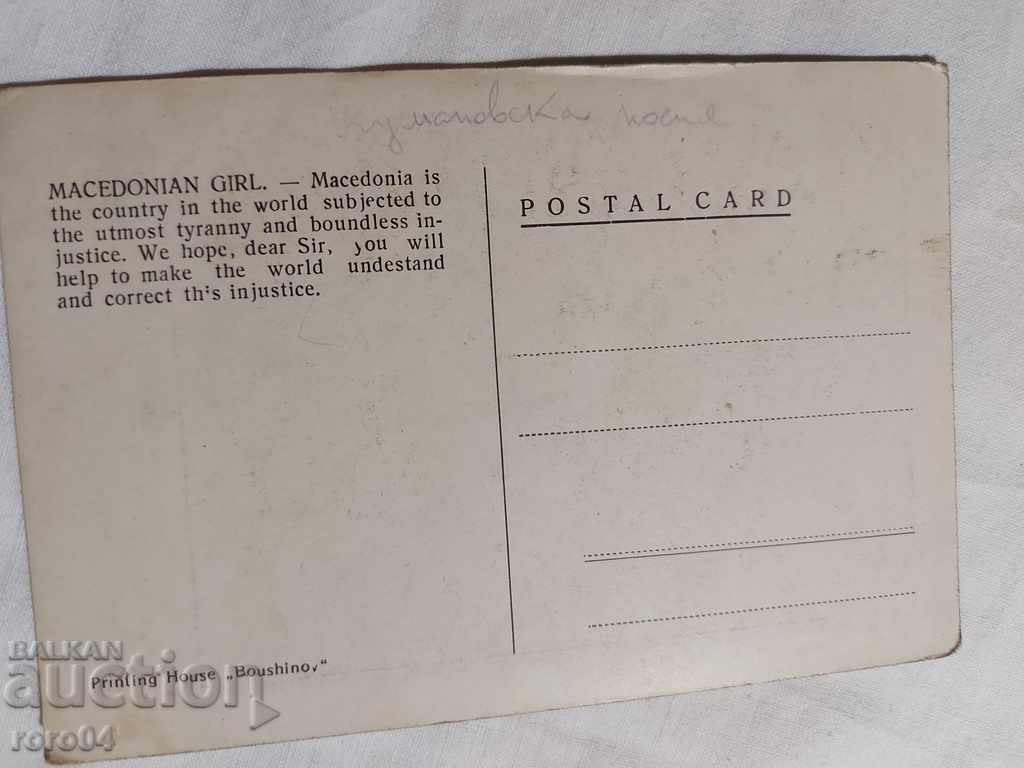 Кумановска носия
MACEDONIAN GIRL. — Macedonia is
the country in the world subjected to
the utmost tyranny and boundless in-
justice. We hope, dear Sir, you will
help to make the world undestand
and correct this injustice.
POSTAL CARD
Printing House „Boushinov“
BALKAN
auction
roro04